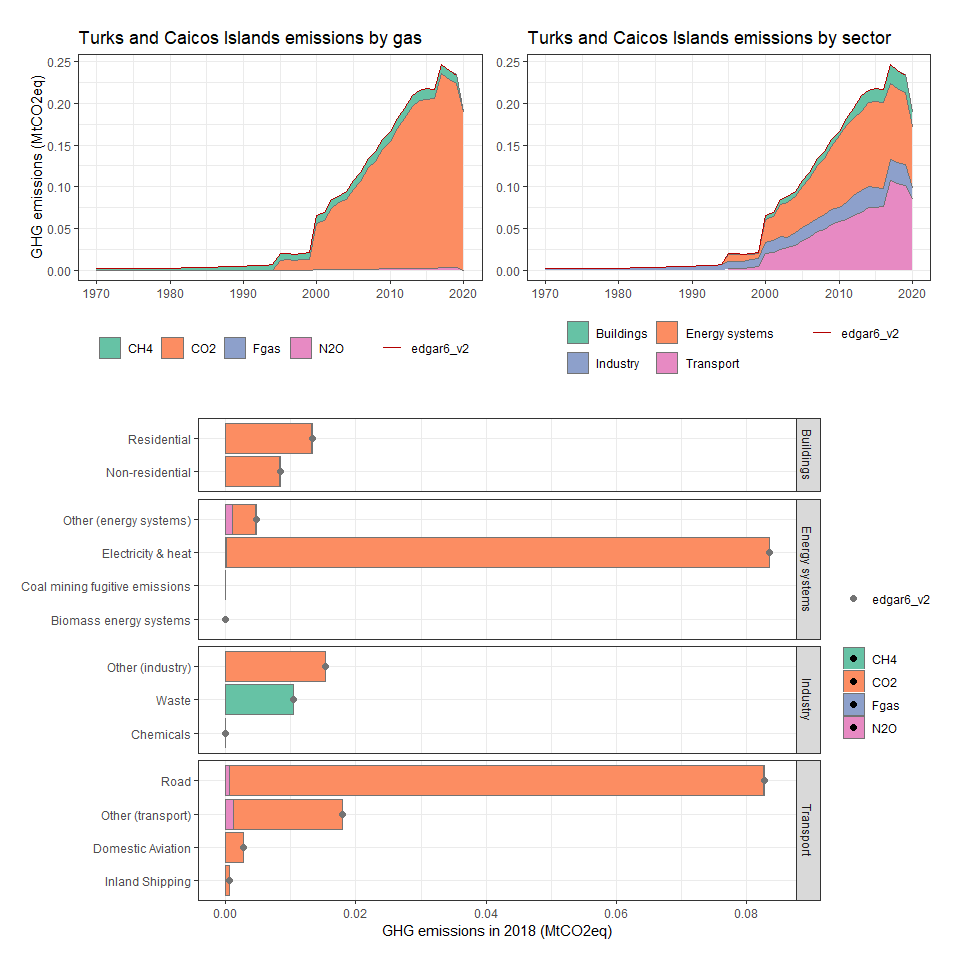 Turks and Caicos Islands emissions by gas
GHG emissions (MtCO2eq)
0.25
0.20
0.15
0.10
0.05
0.00
1970 1980 1990 2000 2010 2020
CH4 CO2 Fgas N2O edgar6_v2
Turks and Caicos Islands emissions by sector
0.25
0.20
0.15
0.10
0.05
0.00
1970 1980 1990 2000 2010 2020
Buildings Energy systems edgar6_v2
Industry Transport
Residential
Non-residential
Buildings
Other (energy systems)
Electricity & heat
Coal mining fugitive emissions
Biomass energy systems
Energy systems
Other (industry)
Waste
Chemicals
Industry
Road
Other (transport)
Domestic Aviation
Inland Shipping
Transport
0.00 0.02 0.04 0.06 0.08
GHG emissions in 2018 (MtCO2eq)
edgar6_v2
CH4
CO2
Fgas
N2O